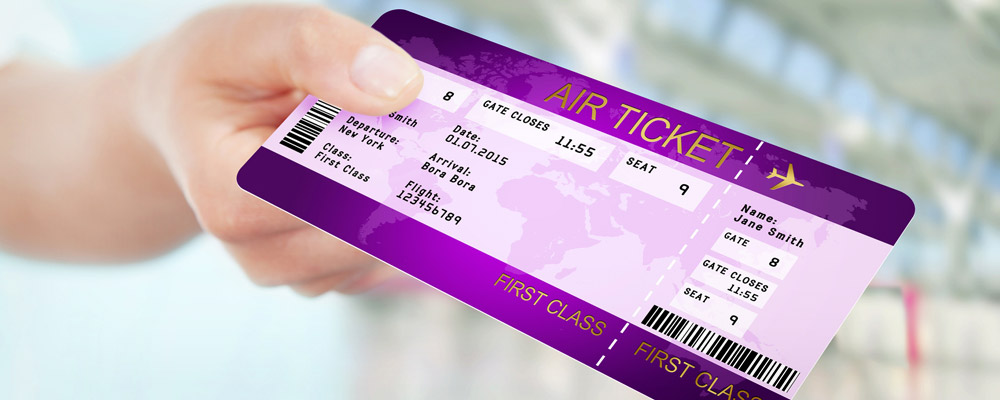 AIR TICKET
8
GATE CLOSES 11:55
SEAT 9
Smith
Departure:
New York
Class:
First Class
Date:
01.07.2015
Arrival:
Bora Bora
Flight:
123456789
FIRST CLASS
Name:
Jane Smith
GATE
8
GATE CLOSES
11:55
SEAT
9
FIRST CLASS